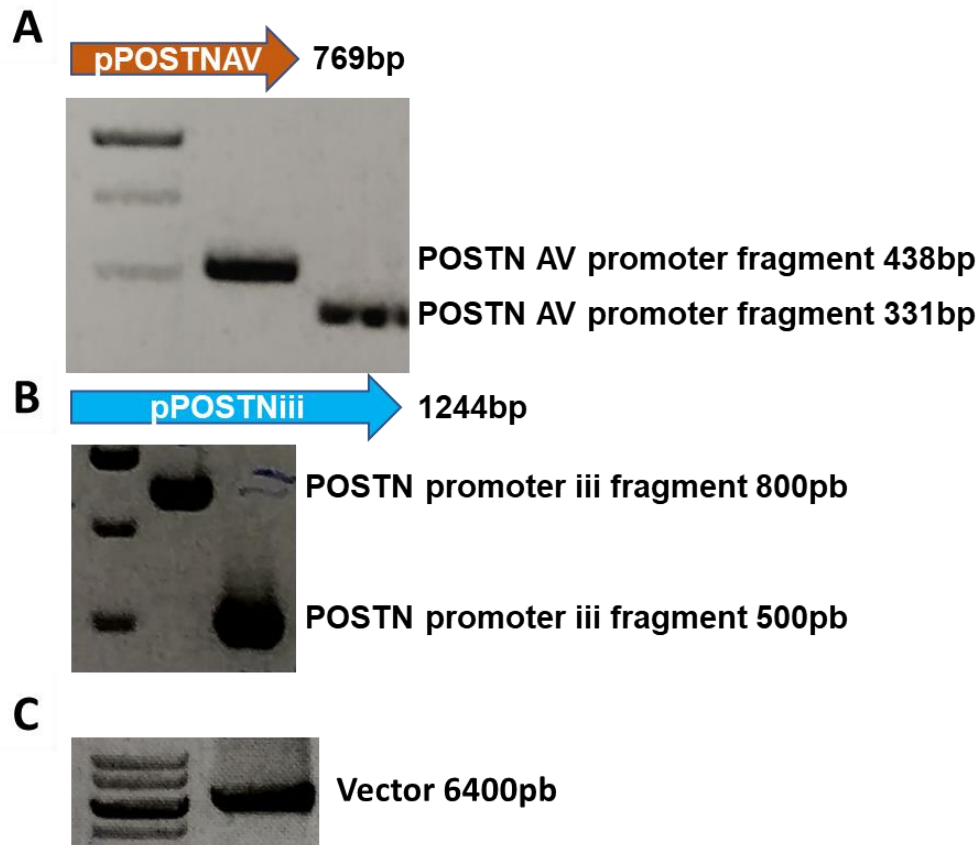 A
pPOSTNAV 769bp
POSTN AV promoter fragment 438bp
POSTN AV promoter fragment 331bp
B
pPOSTNiii 1244bp
POSTN promoter iii fragment 800pb
POSTN promoter iii fragment 500pb
C
Vector 6400pb